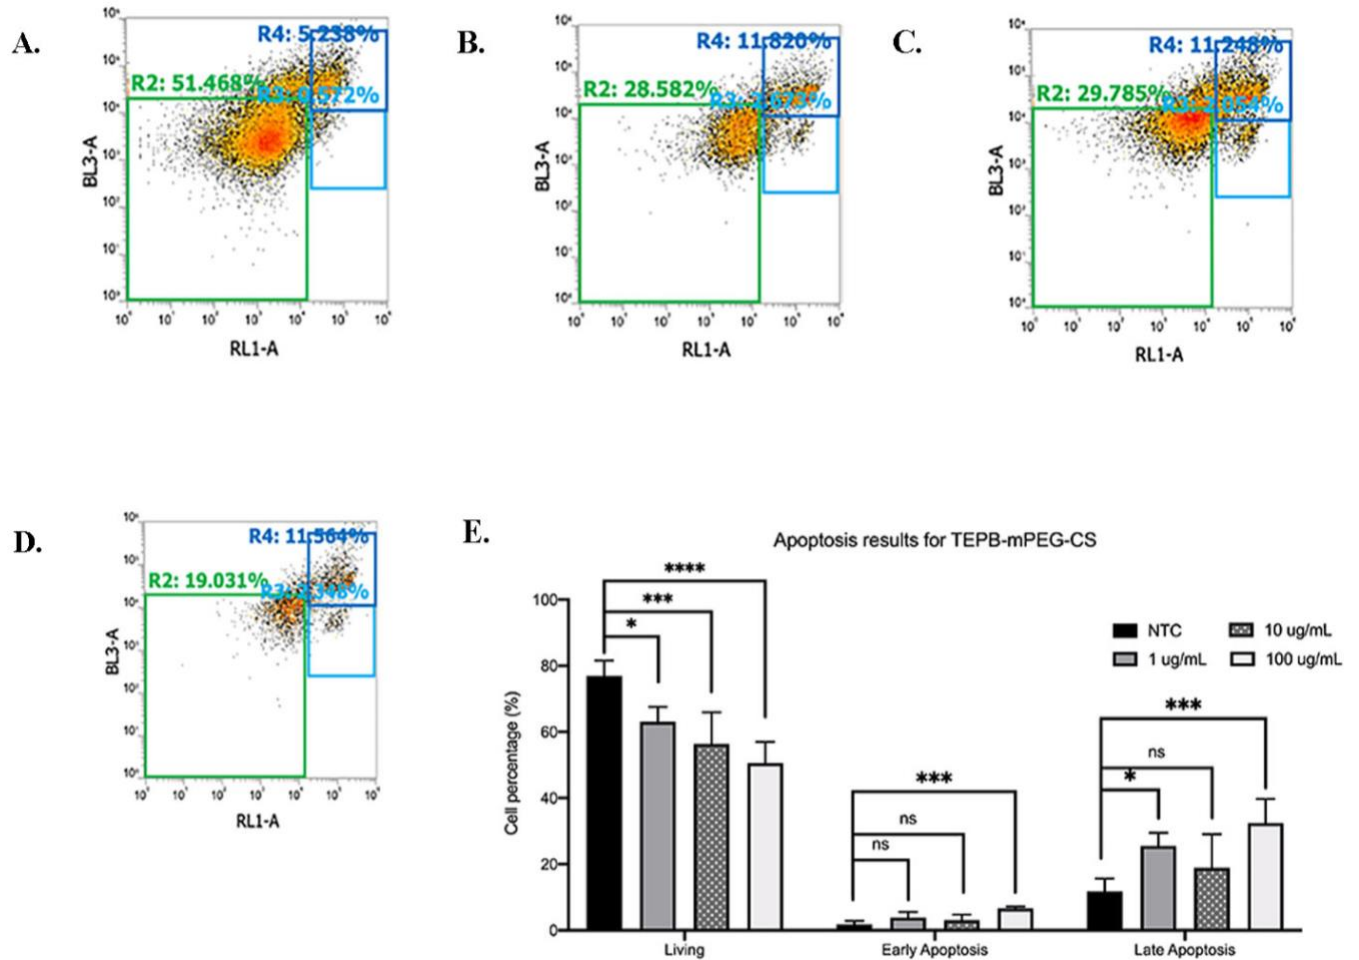 A.
R4: 5.238%
R2: 51.468%
BL3-A
RL1-A
B.
R4: 11.820%
R2: 28.582%
BL3-A
RL1-A
C.
R4: 11.248%
R2: 29.785%
BL3-A
RL1-A
D.
R4: 11.564%
R2: 19.031%
BL3-A
RL1-A
E.
Apoptosis results for TEPB-mPEG-CS
****
***
*
100
80
60
40
20
0
Cell percentage (%)
NTC
10 ug/mL
1 ug/mL
100 ug/mL
***
ns
ns
***
ns
*
Living
Early Apoptosis
Late Apoptosis